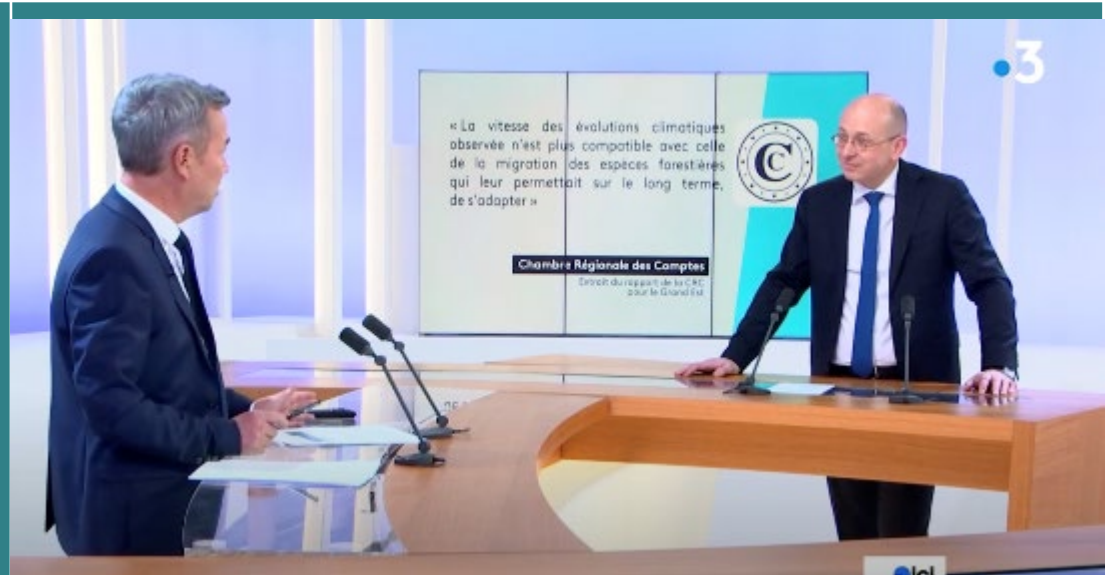 3
« La vitesse des évolutions climatiques
observée n'est plus compatible avec celle
de la migration des espèces forestières
qui leur permettait sur le long terme,
de s'adapter »
CC
Chambre Régionale des Comptes
Extrait du rapport de la CRC
pour le Grand Est
ici